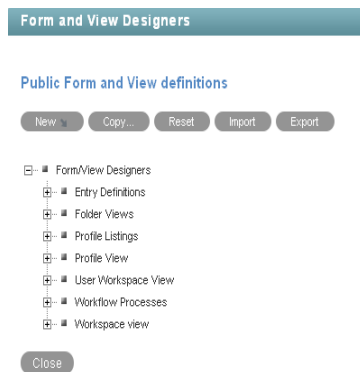 Form and View Designers
Public Form and View definitions
New Copy... Reset Import Export
Form/View Designers
Entry Definitions
Folder Views
Profile Listings
Profile View
User Workspace View
Workflow Processes
Workspace view
Close